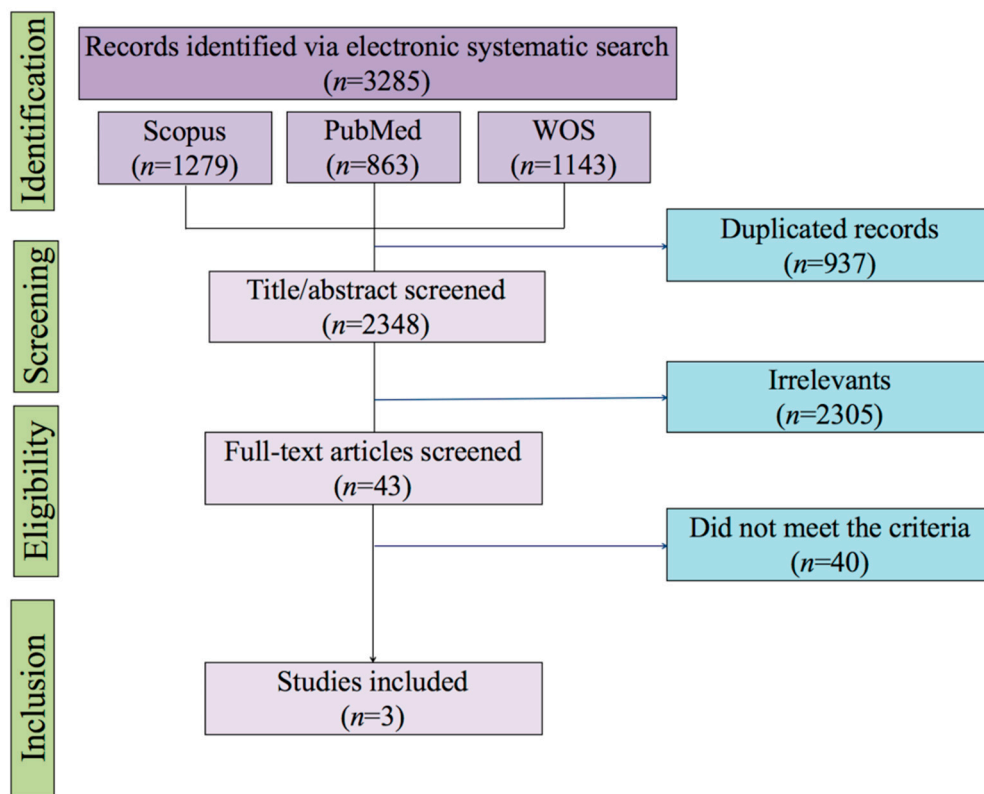 Identification
Records identified via electronic systematic search
(n=3285)
Scopus
(n=1279)
PubMed
(n=863)
WOS
(n=1143)
Duplicated records
(n=937)
Screening
Title/abstract screened
(n=2348)
Irrelevants
(n=2305)
Eligibility
Full-text articles screened
(n=43)
Did not meet the criteria
(n=40)
Inclusion
Studies included
(n=3)